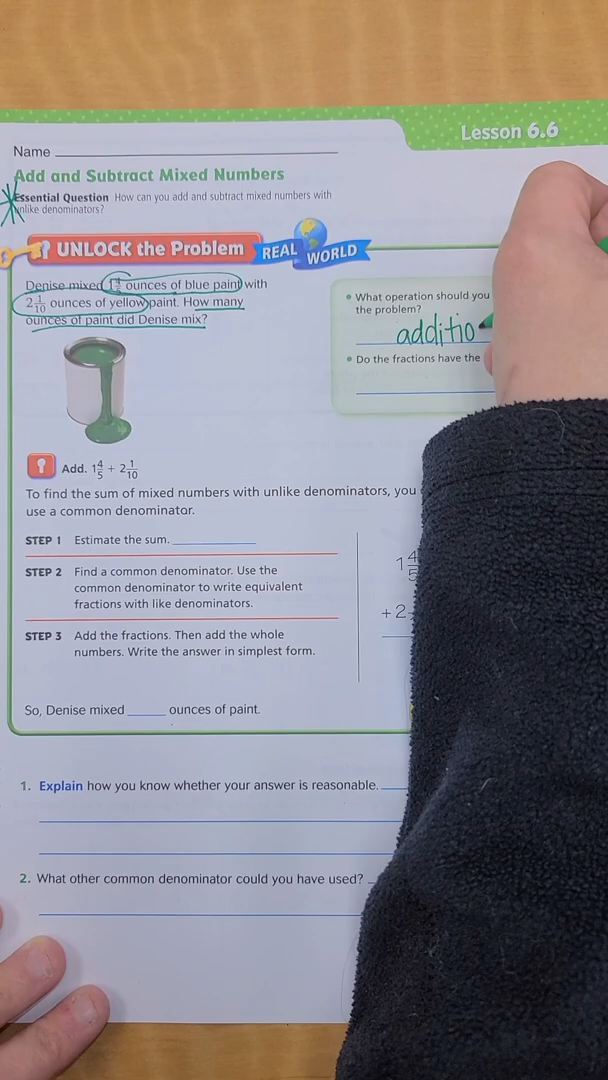 Lesson 6.6
Name
Add and Subtract Mixed Numbers
Essential Question How can you add and subtract mixed numbers with
unlike denominators?
UNLOCK the Problem REAL WORLD
Denise mixed 1 4/5 ounces of blue paint with
2 1/10 ounces of yellow paint. How many
ounces of paint did Denise mix?
• What operation should you
the problem?
additio
• Do the fractions have the
Add. 1 4/5 + 2 1/10
To find the sum of mixed numbers with unlike denominators, you
use a common denominator.
STEP 1 Estimate the sum.
STEP 2 Find a common denominator. Use the
common denominator to write equivalent
fractions with like denominators.
STEP 3 Add the fractions. Then add the whole
numbers. Write the answer in simplest form.
1 4/5
+ 2
So, Denise mixed ____ ounces of paint.
1. Explain how you know whether your answer is reasonable.
2. What other common denominator could you have used?